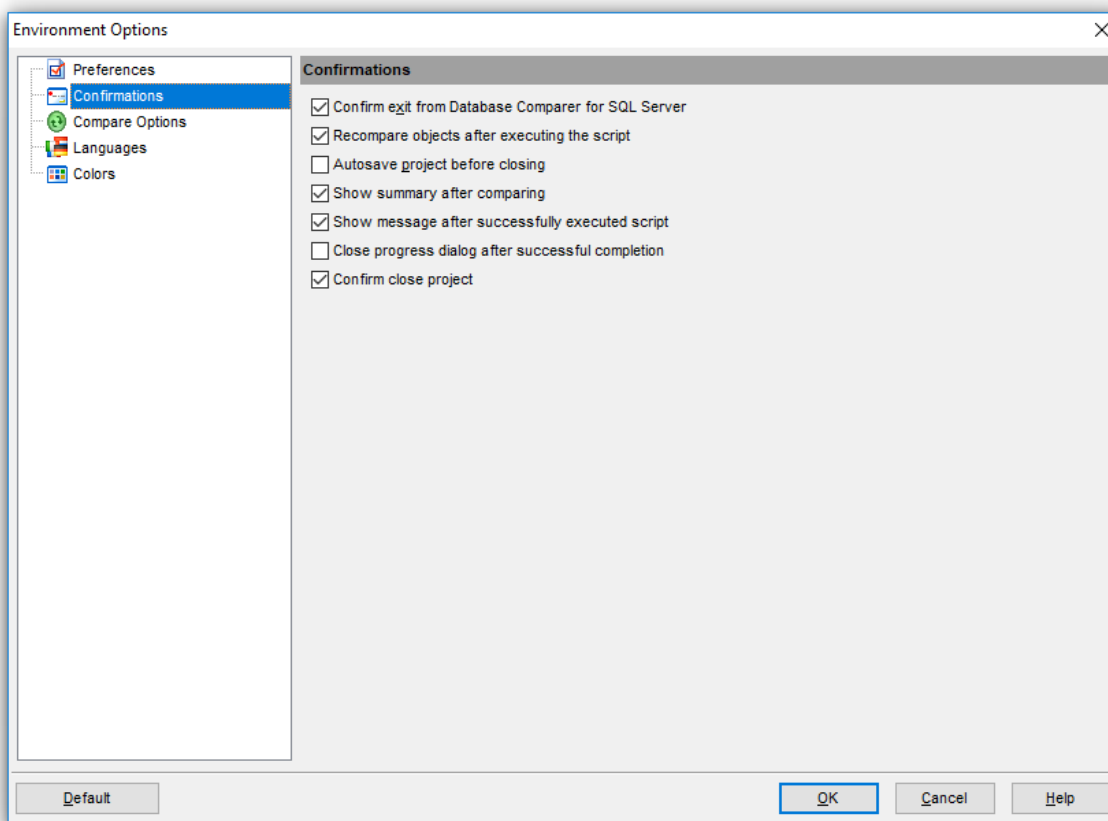 Environment Options
Preferences
Confirmations
Compare Options
Languages
Colors
Confirmations
Confirm exit from Database Comparer for SQL Server
Recompare objects after executing the script
Autosave project before closing
Show summary after comparing
Show message after successfully executed script
Close progress dialog after successful completion
Confirm close project
Default
OK
Cancel
Help